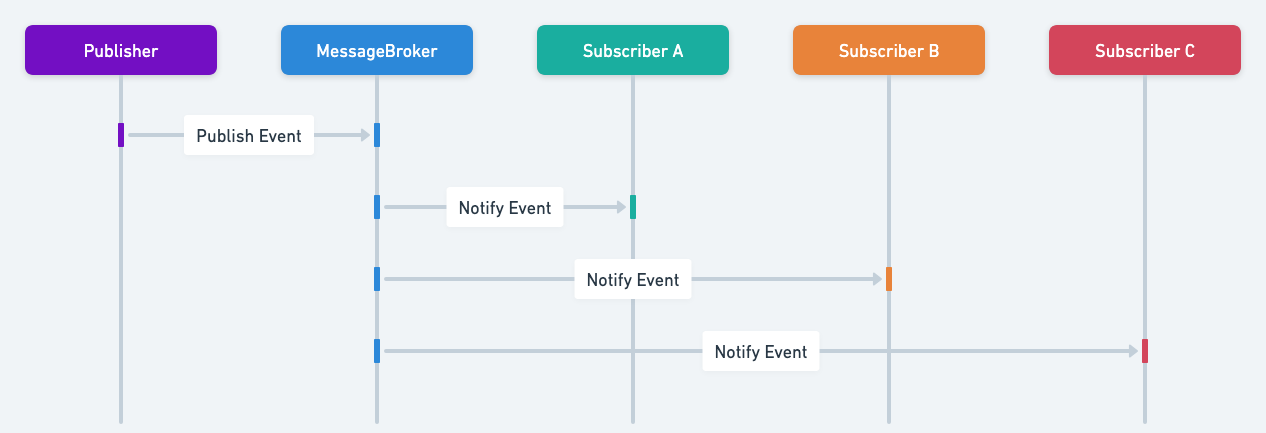 Publisher
MessageBroker
Subscriber A
Subscriber B
Subscriber C
Publish Event
Notify Event
Notify Event
Notify Event